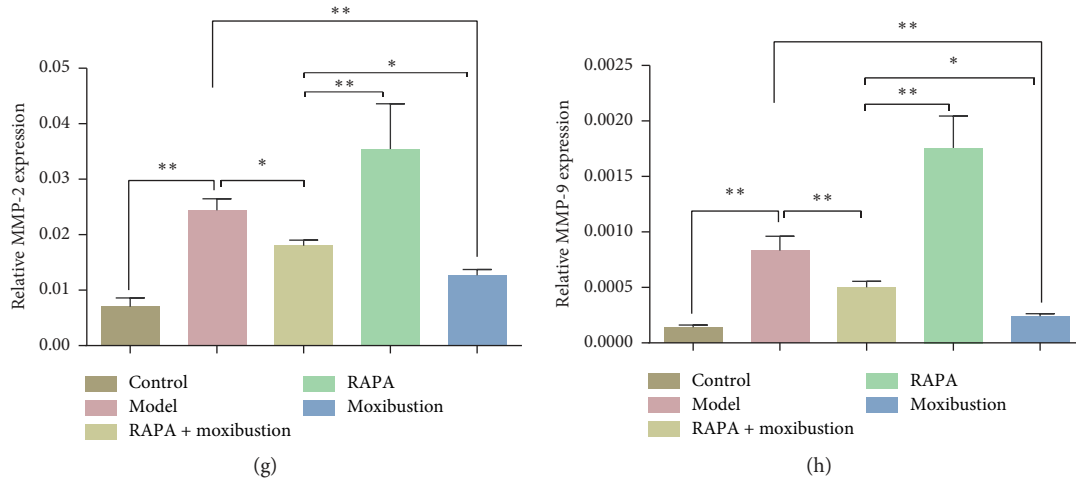 Relative MMP-2 expression
0.05
0.04
0.03
0.02
0.01
0.00
**
*
**
**
*
Control
Model
RAPA + moxibustion
RAPA
Moxibustion
(g)
Relative MMP-9 expression
0.0025
0.0020
0.0015
0.0010
0.0005
0.0000
**
*
**
**
**
Control
Model
RAPA + moxibustion
RAPA
Moxibustion
(h)